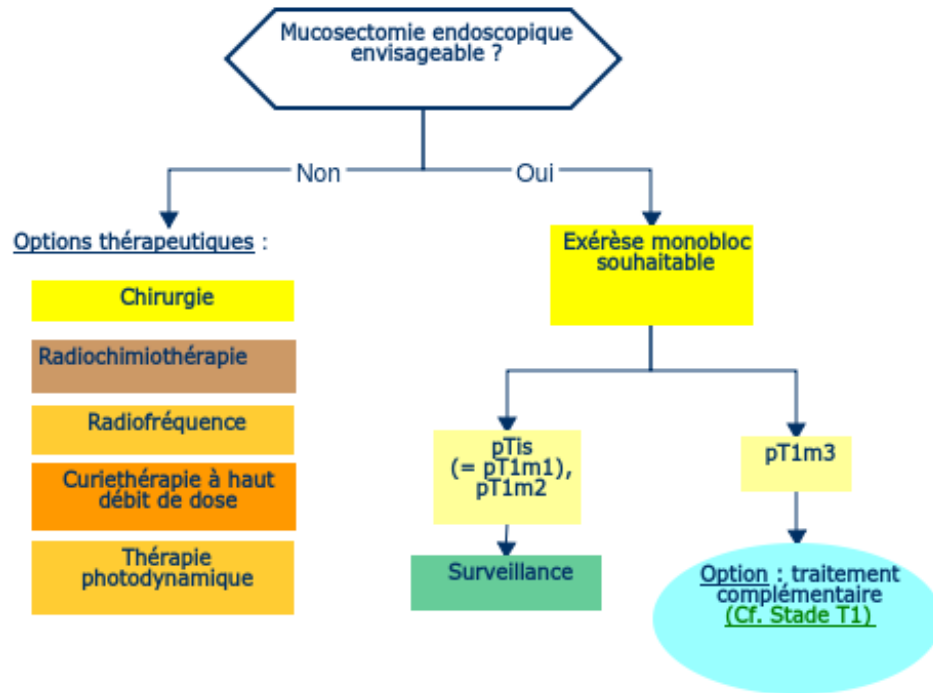 Mucosectomie endoscopique
envisageable ?
Non
Oui
Options thérapeutiques :
Chirurgie
Radiochimiothérapie
Radiofréquence
Curiethérapie à haut
débit de dose
Thérapie
photodynamique
Exérèse monobloc
souhaitable
pTis
(= pT1m1),
pT1m2
Surveillance
pT1m3
Option : traitement
complémentaire
(Cf. Stade T1)